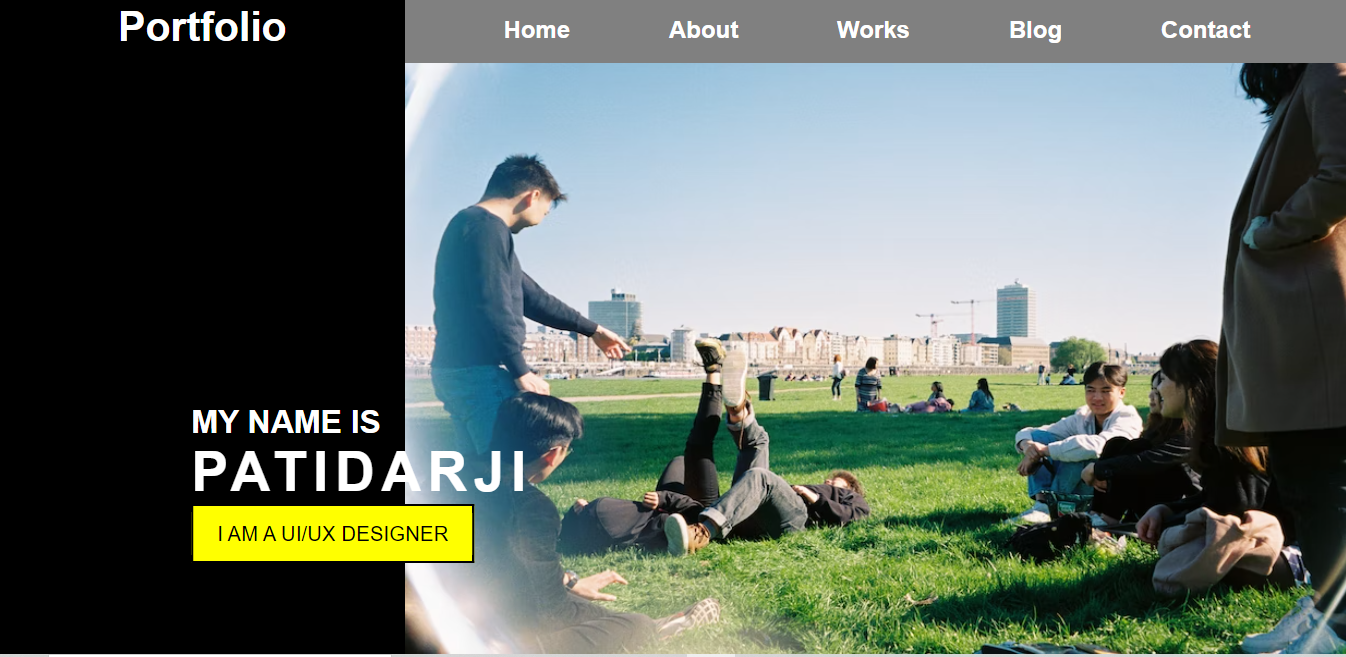 Portfolio
Home About Works Blog Contact
MY NAME IS
PATIDARJI
I AM A UI/UX DESIGNER